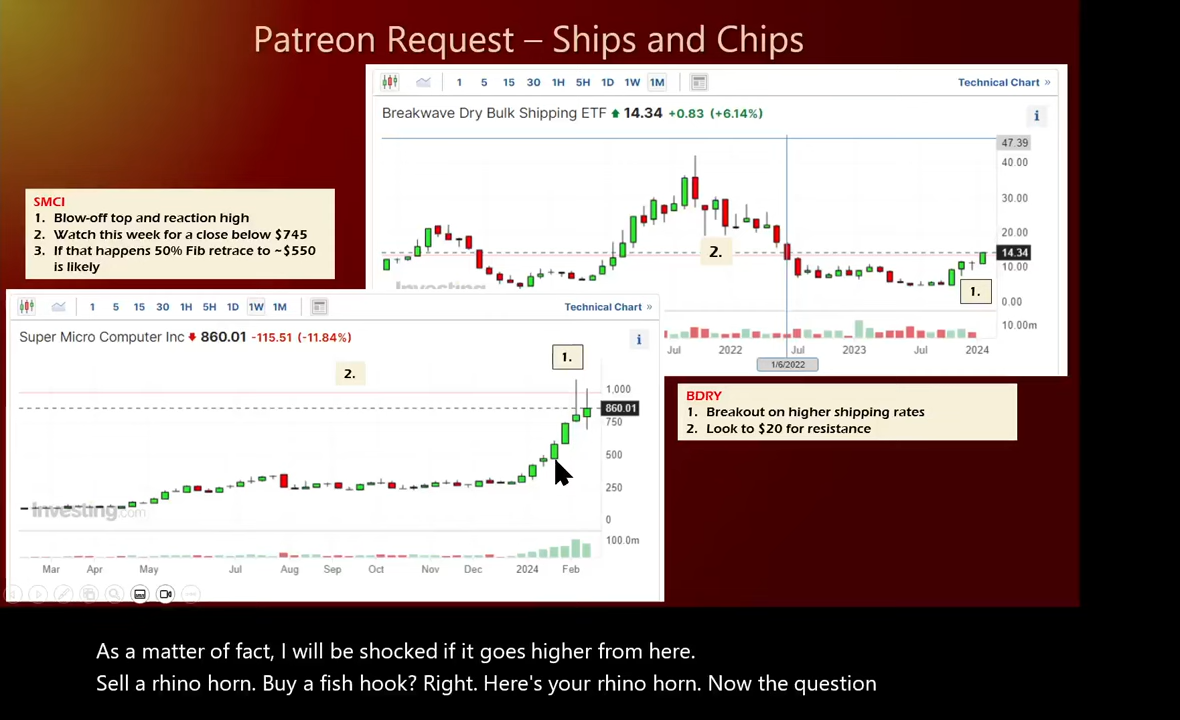 Patreon Request – Ships and Chips
1 5 15 30 1H 5H 1D 1W 1M Technical Chart »
Breakwave Dry Bulk Shipping ETF 14.34 +0.83 (+6.14%)
i
47.39
40.00
30.00
20.00
14.34
10.00
0.00
10.00m
2.
1.
Investing
Jul 2022 Jul 2023 Jul 2024
1/6/2022
SMCI
1. Blow-off top and reaction high
2. Watch this week for a close below $745
3. If that happens 50% Fib retrace to ~$550
is likely
1 5 15 30 1H 5H 1D 1W 1M Technical Chart »
Super Micro Computer Inc 860.01 -115.51 (-11.84%)
i
1.
2.
1,000
860.01
750
500
250
0
100.0m
Investing.com
Mar Apr May Jul Aug Sep Oct Nov Dec 2024 Feb
BDRY
1. Breakout on higher shipping rates
2. Look to $20 for resistance
As a matter of fact, I will be shocked if it goes higher from here.
Sell a rhino horn. Buy a fish hook? Right. Here's your rhino horn. Now the question